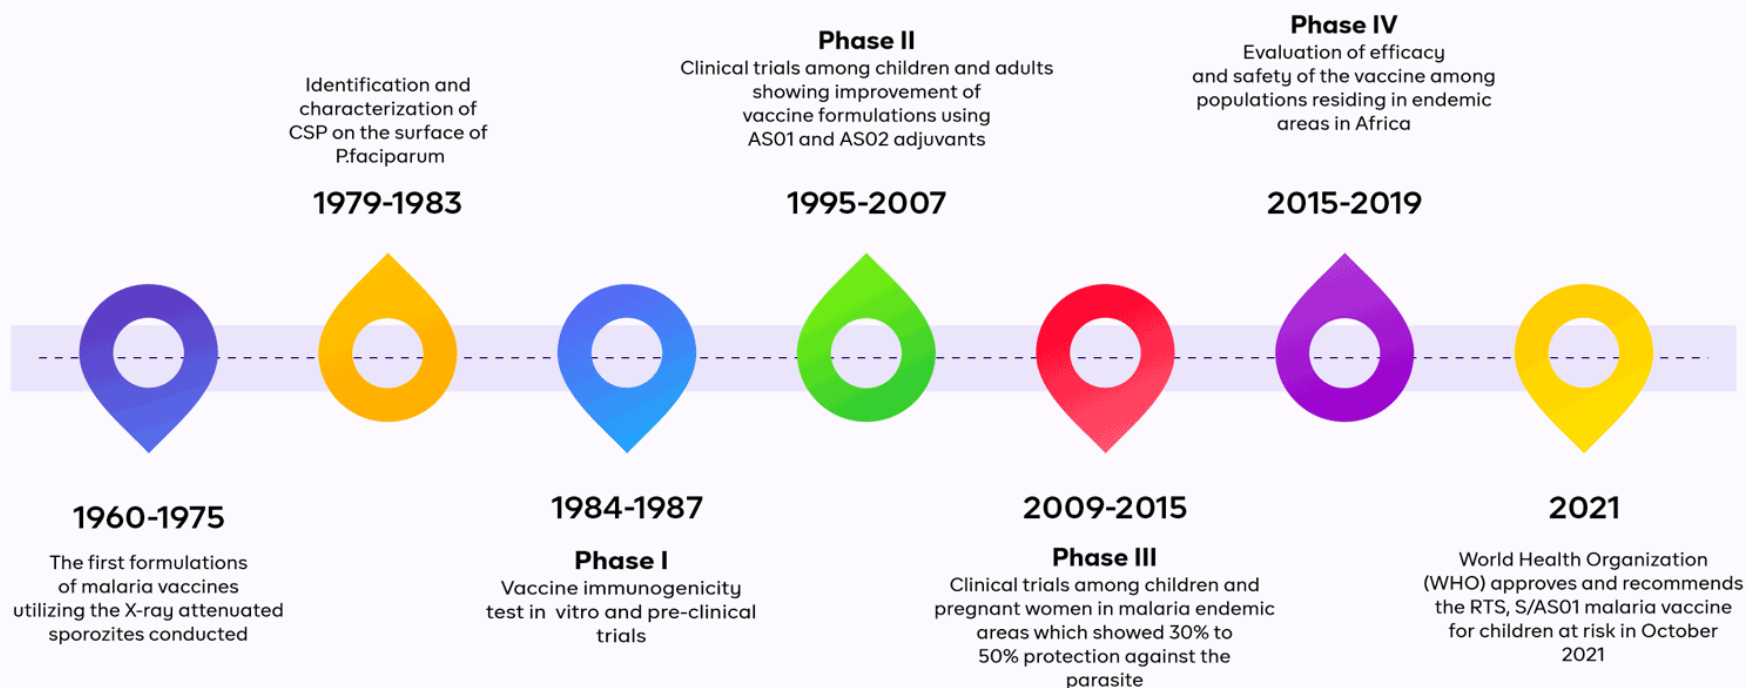 1960-1975
The first formulations
of malaria vaccines
utilizing the X-ray attenuated
sporozites conducted
Identification and
characterization of
CSP on the surface of
P.faciparum
1979-1983
1984-1987
Phase I
Vaccine immunogenicity
test in vitro and pre-clinical
trials
Phase II
Clinical trials among children and adults
showing improvement of
vaccine formulations using
AS01 and AS02 adjuvants
1995-2007
2009-2015
Phase III
Clinical trials among children and
pregnant women in malaria endemic
areas which showed 30% to
50% protection against the
parasite
Phase IV
Evaluation of efficacy
and safety of the vaccine among
populations residing in endemic
areas in Africa
2015-2019
2021
World Health Organization
(WHO) approves and recommends
the RTS, S/AS01 malaria vaccine
for children at risk in October
2021